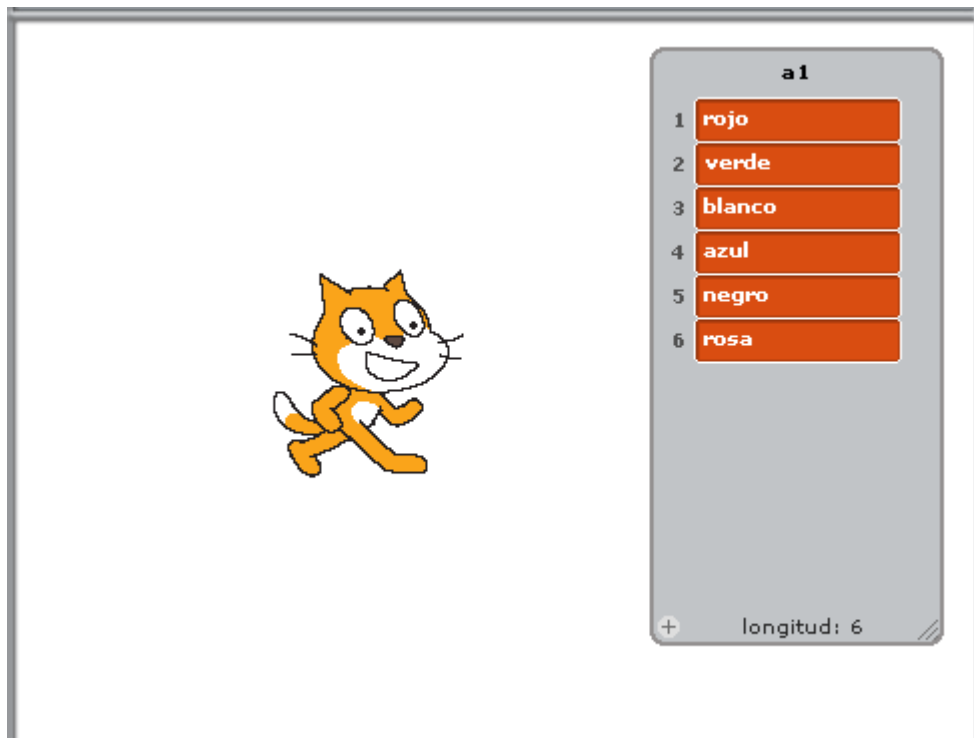 a1
1 rojo
2 verde
3 blanco
4 azul
5 negro
6 rosa
+ longitud: 6